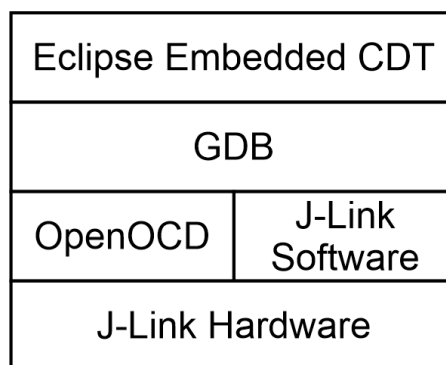 Eclipse Embedded CDT
GDB
OpenOCD
J-Link
Software
J-Link Hardware